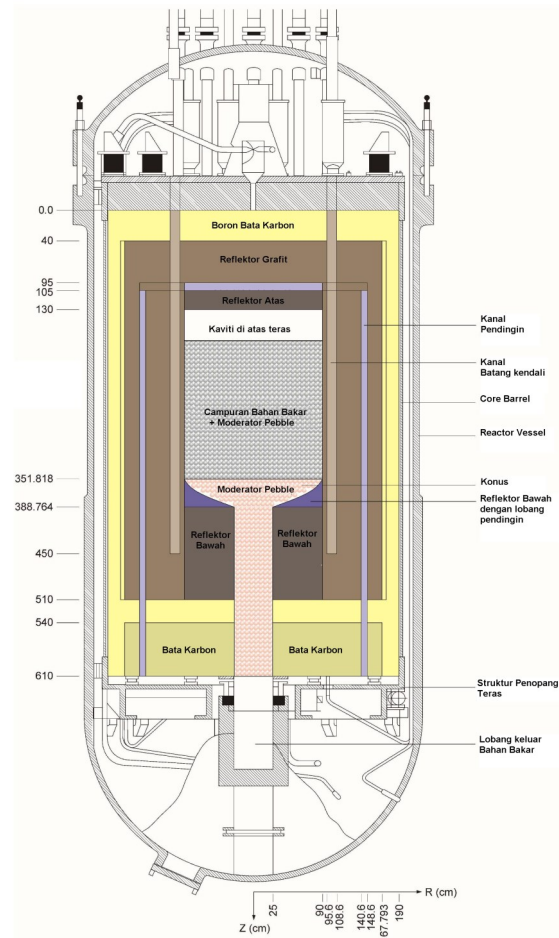 0.0
40
95
105
130
351.818
388.764
450
510
540
610
Boron Bata Karbon
Reflektor Grafit
Reflektor Atas
Kaviti di atas teras
Campuran Bahan Bakar
+ Moderator Pebble
Moderator Pebble
Reflektor
Bawah
Reflektor
Bawah
Bata Karbon
Bata Karbon
Kanal
Pendingin
Kanal
Batang kendali
Core Barrel
Reactor Vessel
Konus
Reflektor Bawah
dengan lobang
pendingin
Struktur Penopang
Teras
Lobang keluar
Bahan Bakar
R (cm)
Z (cm)
25
90
95.6
108.6
140.6
148.6
67.793
190